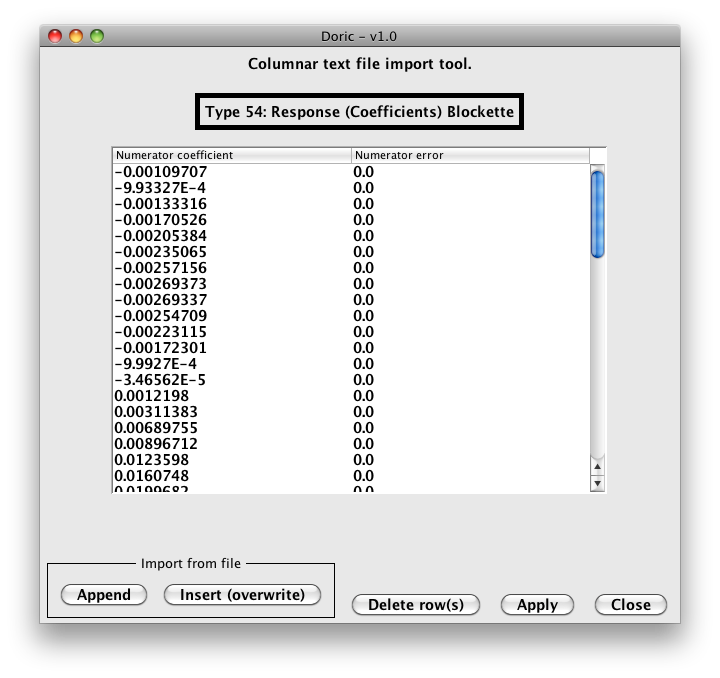 Doric – v1.0
Columnar text file import tool.
Type 54: Response (Coefficients) Blockette
Numerator coefficient Numerator error
-0.00109707 0.0
-9.93327E-4 0.0
-0.00133316 0.0
-0.00170526 0.0
-0.00205384 0.0
-0.00235065 0.0
-0.00257156 0.0
-0.00269373 0.0
-0.00269337 0.0
-0.00254709 0.0
-0.00223115 0.0
-0.00172301 0.0
-9.9927E-4 0.0
-3.46562E-5 0.0
0.0012198 0.0
0.00311383 0.0
0.00689755 0.0
0.00896712 0.0
0.0123598 0.0
0.0160748 0.0
0.0199682 0.0
Import from file
Append Insert (overwrite) Delete row(s) Apply Close